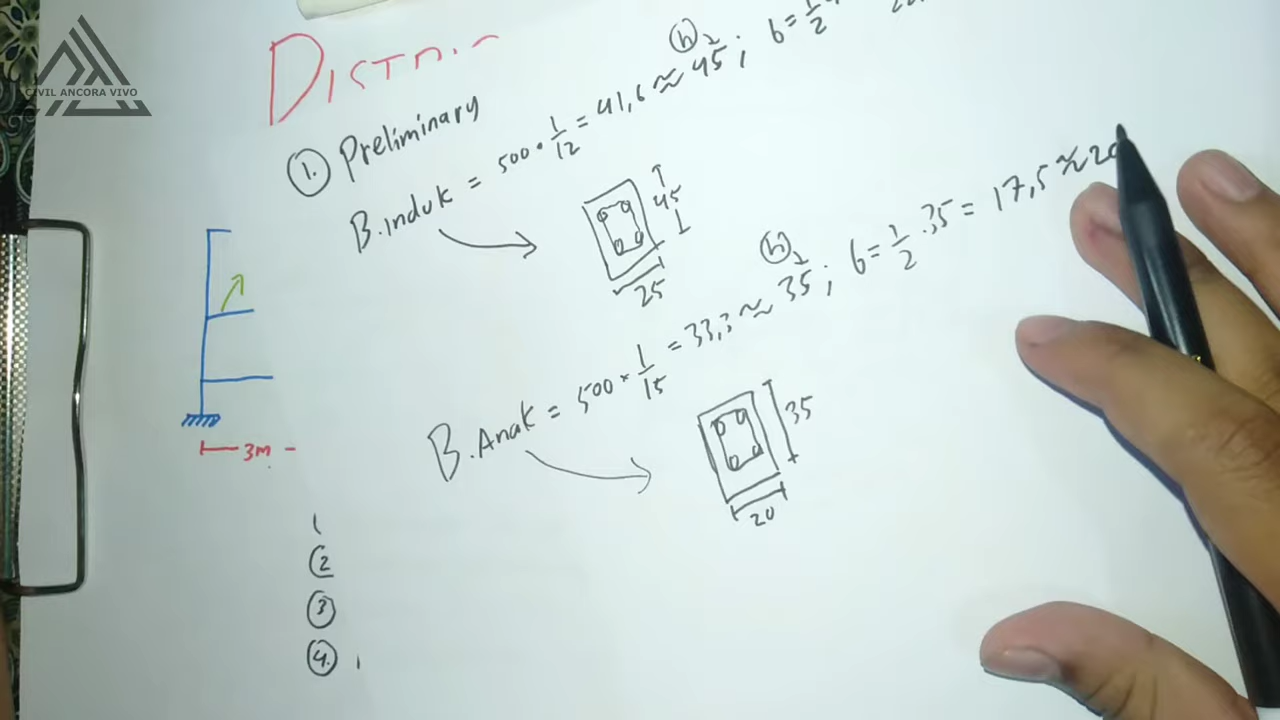 CIVIL ANCORA VIVO
1. Preliminary
B.induk = 500 • 1/12 = 41,6 ≈ 45 ; b = 1/2
h
45
25
B.Anak = 500 × 1/15 = 33,3 ≈ 35 ; b = 1/2 . 35 = 17,5 ≈ 20
h
35
20
3M
1
2
3
4.